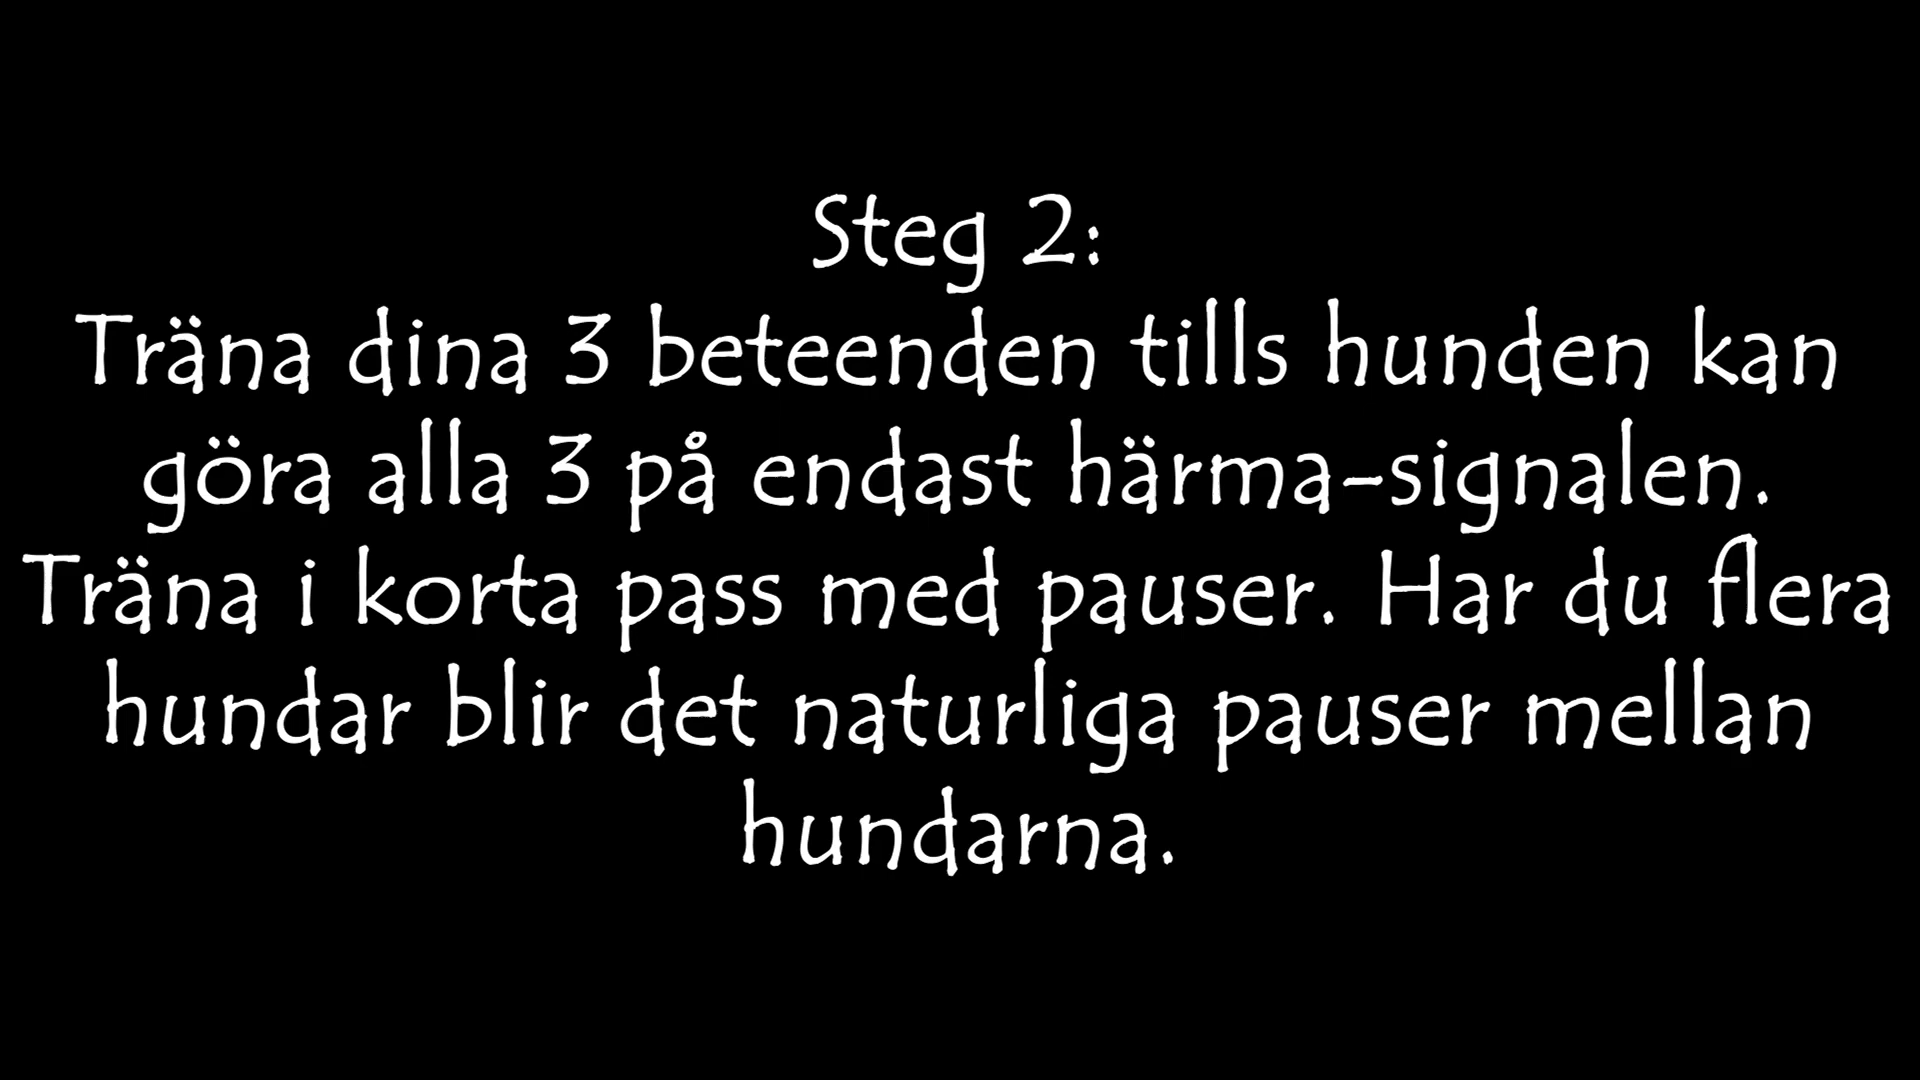 Steg 2:
Träna dina 3 beteenden tills hunden kan
göra alla 3 på endast härma-signalen.
Träna i korta pass med pauser. Har du flera
hundar blir det naturliga pauser mellan
hundarna.